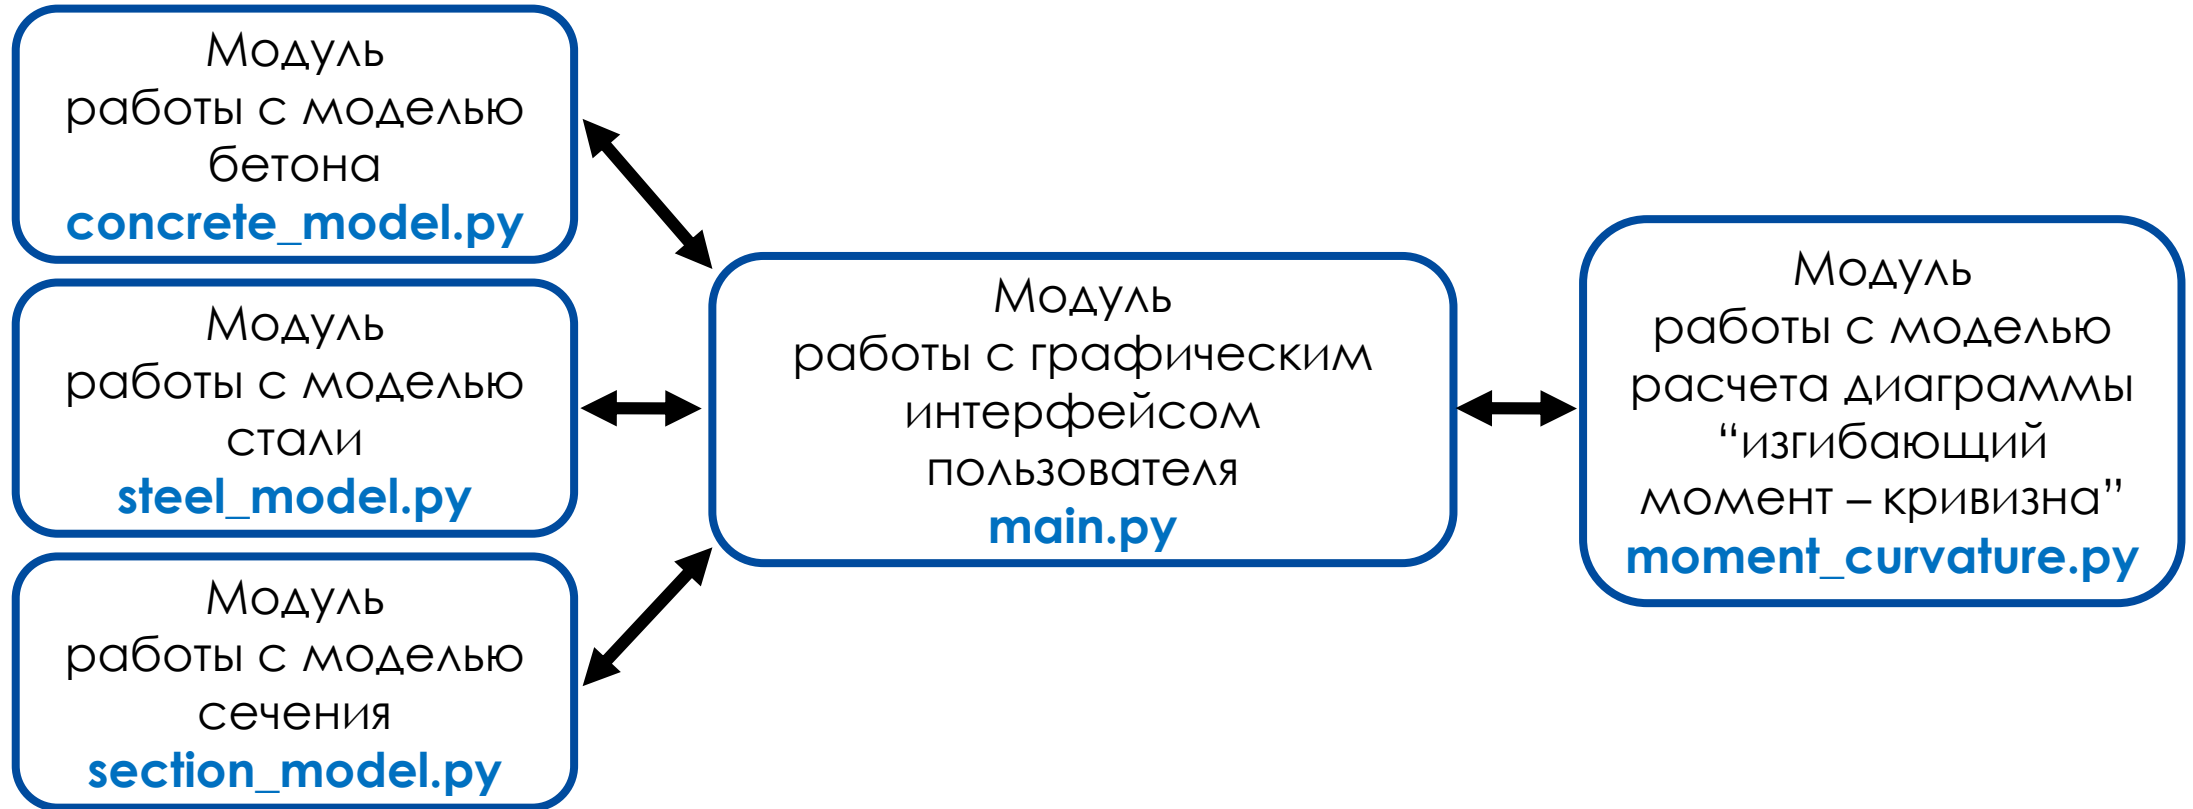 Модуль
работы с моделью
бетона
concrete_model.py
Модуль
работы с моделью
стали
steel_model.py
Модуль
работы с моделью
сечения
section_model.py
Модуль
работы с графическим
интерфейсом
пользователя
main.py
Модуль
работы с моделью
расчета диаграммы
“изгибающий
момент – кривизна”
moment_curvature.py